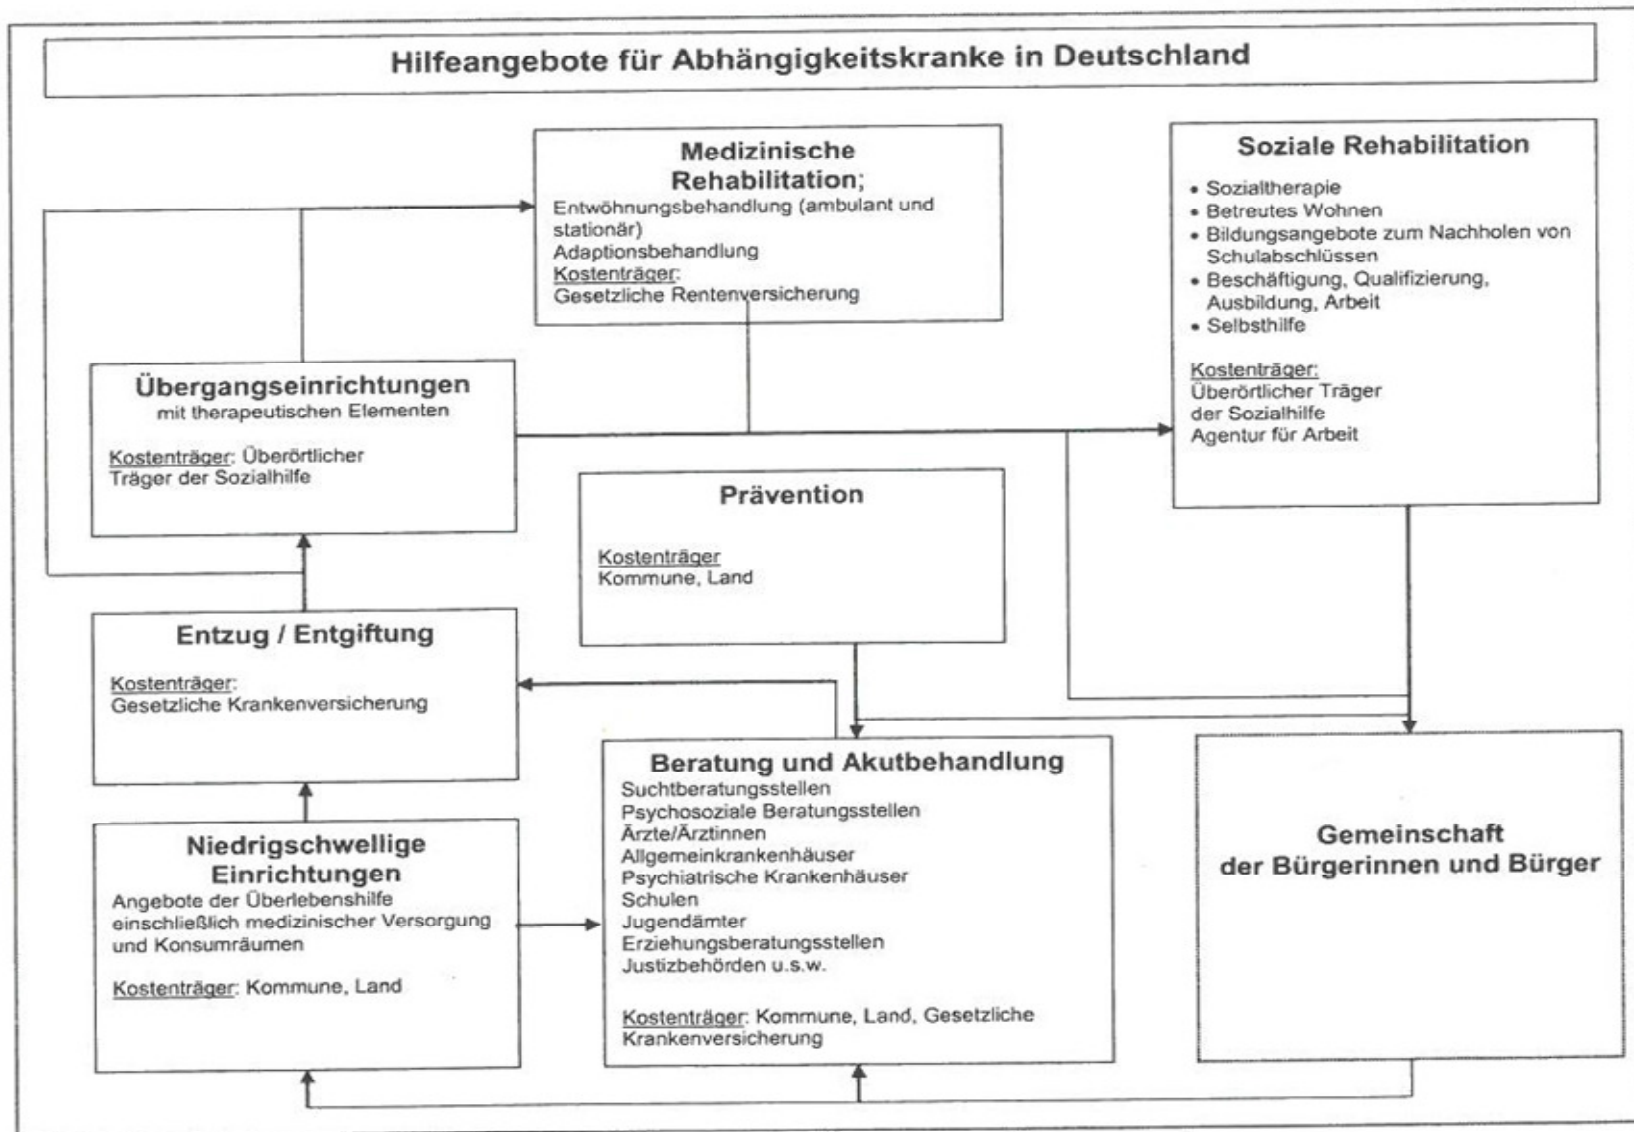 Hilfeangebote für Abhängigkeitskranke in Deutschland
Medizinische
Rehabilitation;
Entwöhnungsbehandlung (ambulant und
stationär)
Adaptionsbehandlung
Kostenträger:
Gesetzliche Rentenversicherung
Soziale Rehabilitation
• Sozialtherapie
• Betreutes Wohnen
• Bildungsangebote zum Nachholen von
Schulabschlüssen
• Beschäftigung, Qualifizierung,
Ausbildung, Arbeit
• Selbsthilfe
Kostenträger:
Überörtlicher Träger
der Sozialhilfe
Agentur für Arbeit
Übergangseinrichtungen
mit therapeutischen Elementen
Kostenträger: Überörtlicher
Träger der Sozialhilfe
Prävention
Kostenträger
Kommune, Land
Entzug / Entgiftung
Kostenträger:
Gesetzliche Krankenversicherung
Niedrigschwellige
Einrichtungen
Angebote der Überlebenshilfe
einschließlich medizinischer Versorgung
und Konsumräumen
Kostenträger: Kommune, Land
Beratung und Akutbehandlung
Suchtberatungsstellen
Psychosoziale Beratungsstellen
Ärzte/Ärztinnen
Allgemeinkrankenhäuser
Psychiatrische Krankenhäuser
Schulen
Jugendämter
Erziehungsberatungsstellen
Justizbehörden u.s.w.
Kostenträger: Kommune, Land, Gesetzliche
Krankenversicherung
Gemeinschaft
der Bürgerinnen und Bürger